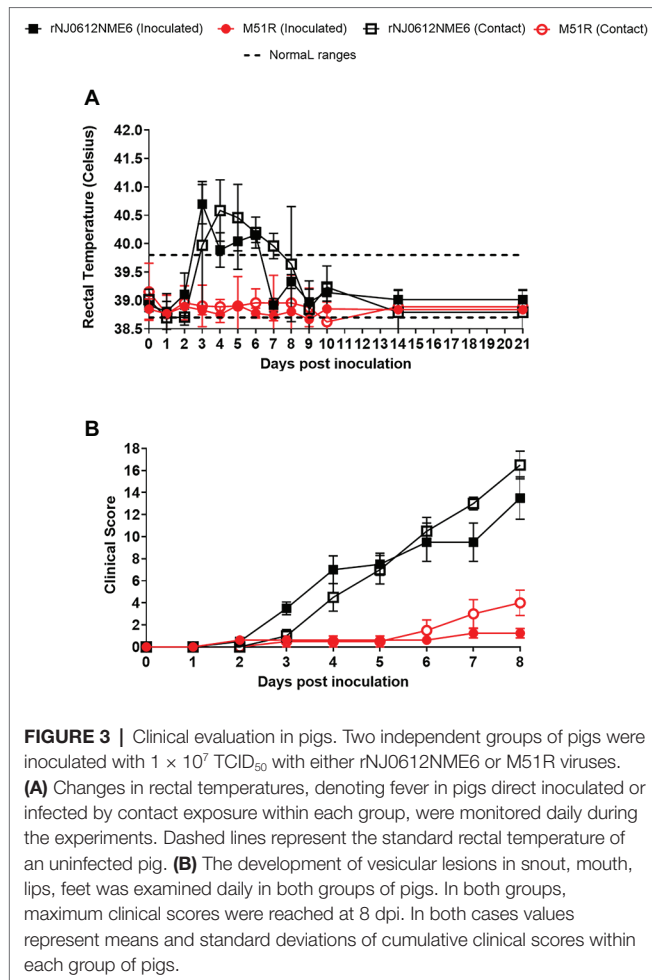 rNJ0612NME6 (Inoculated) M51R (Inoculated) rNJ0612NME6 (Contact) M51R (Contact)
NormaL ranges
A
Rectal Temperature (Celsius)
42.0
41.5
41.0
40.5
40.0
39.5
39.0
38.5
0 1 2 3 4 5 6 7 8 9 10 11 12 13 14 15 16 17 18 19 20 21
Days post inoculation
B
Clinical Score
18
16
14
12
10
8
6
4
2
0
0 1 2 3 4 5 6 7 8
Days post inoculation
FIGURE 3 | Clinical evaluation in pigs. Two independent groups of pigs were
inoculated with 1 × 10⁷ TCID₅₀ with either rNJ0612NME6 or M51R viruses.
(A) Changes in rectal temperatures, denoting fever in pigs direct inoculated or
infected by contact exposure within each group, were monitored daily during
the experiments. Dashed lines represent the standard rectal temperature of
an uninfected pig. (B) The development of vesicular lesions in snout, mouth,
lips, feet was examined daily in both groups of pigs. In both groups,
maximum clinical scores were reached at 8 dpi. In both cases values
represent means and standard deviations of cumulative clinical scores within
each group of pigs.